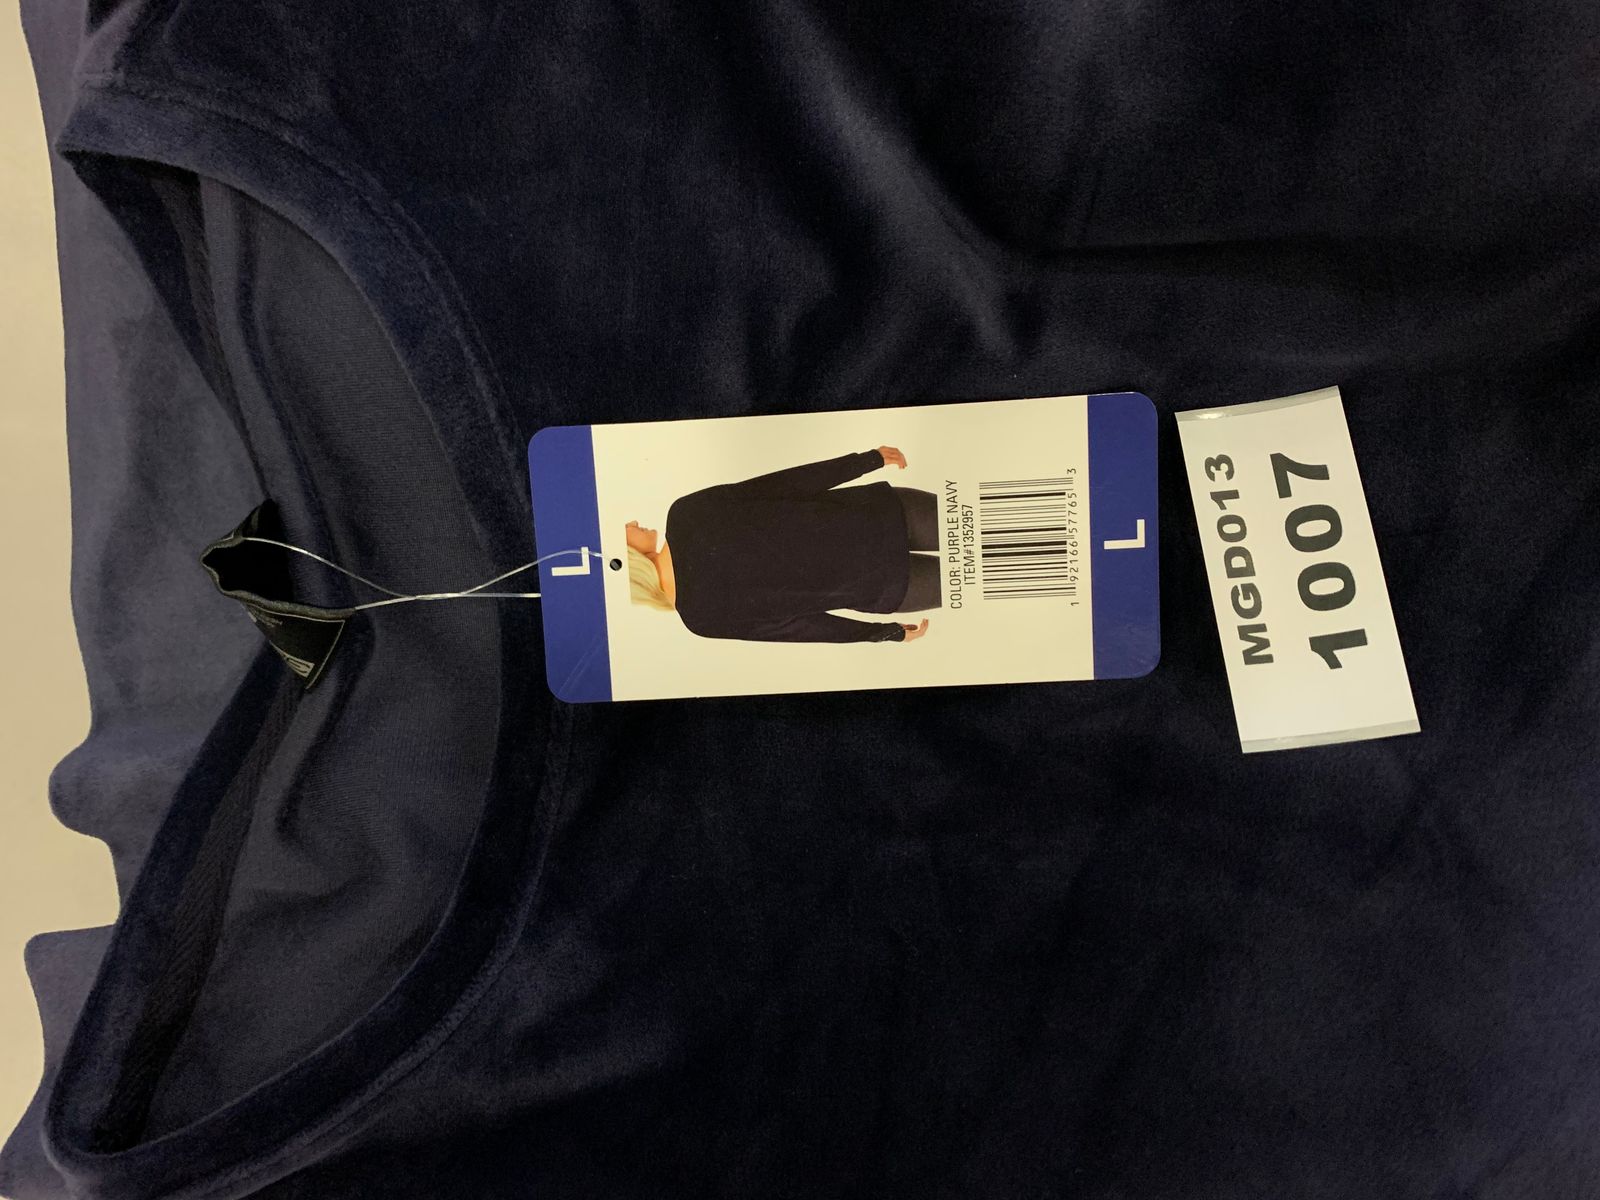 L
COLOR: PURPLE NAVY
ITEM#1352957
1 92166 57765 3
L
MGD013
1007